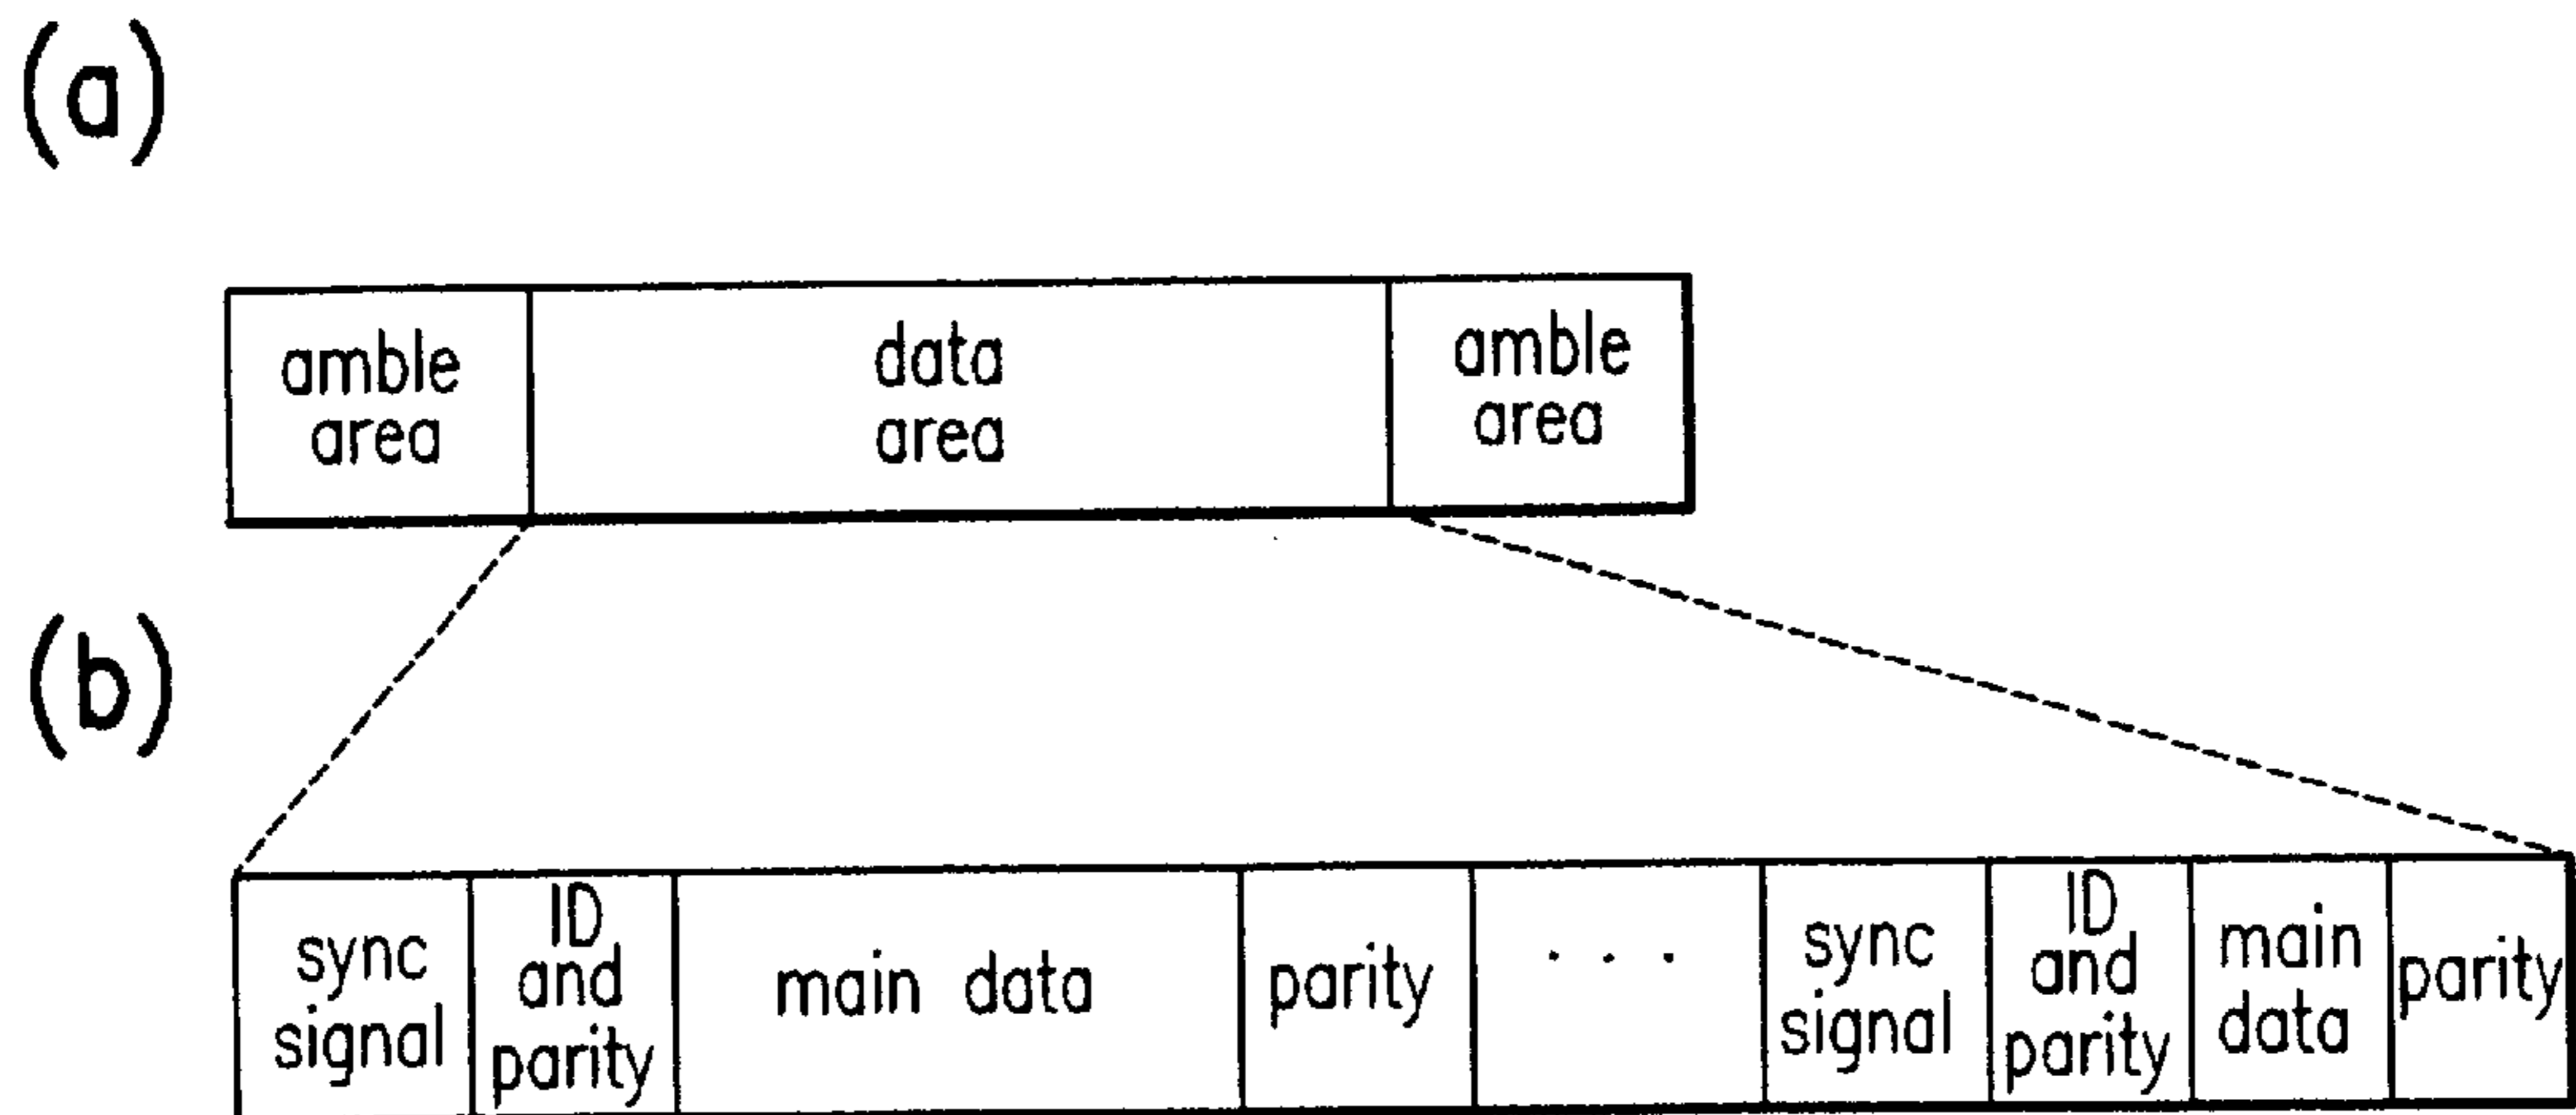 (a)
amble
area
data
area
amble
area
(b)
sync
signal
ID
and
parity
main data
parity
. . .
sync
signal
ID
and
parity
main
data
parity